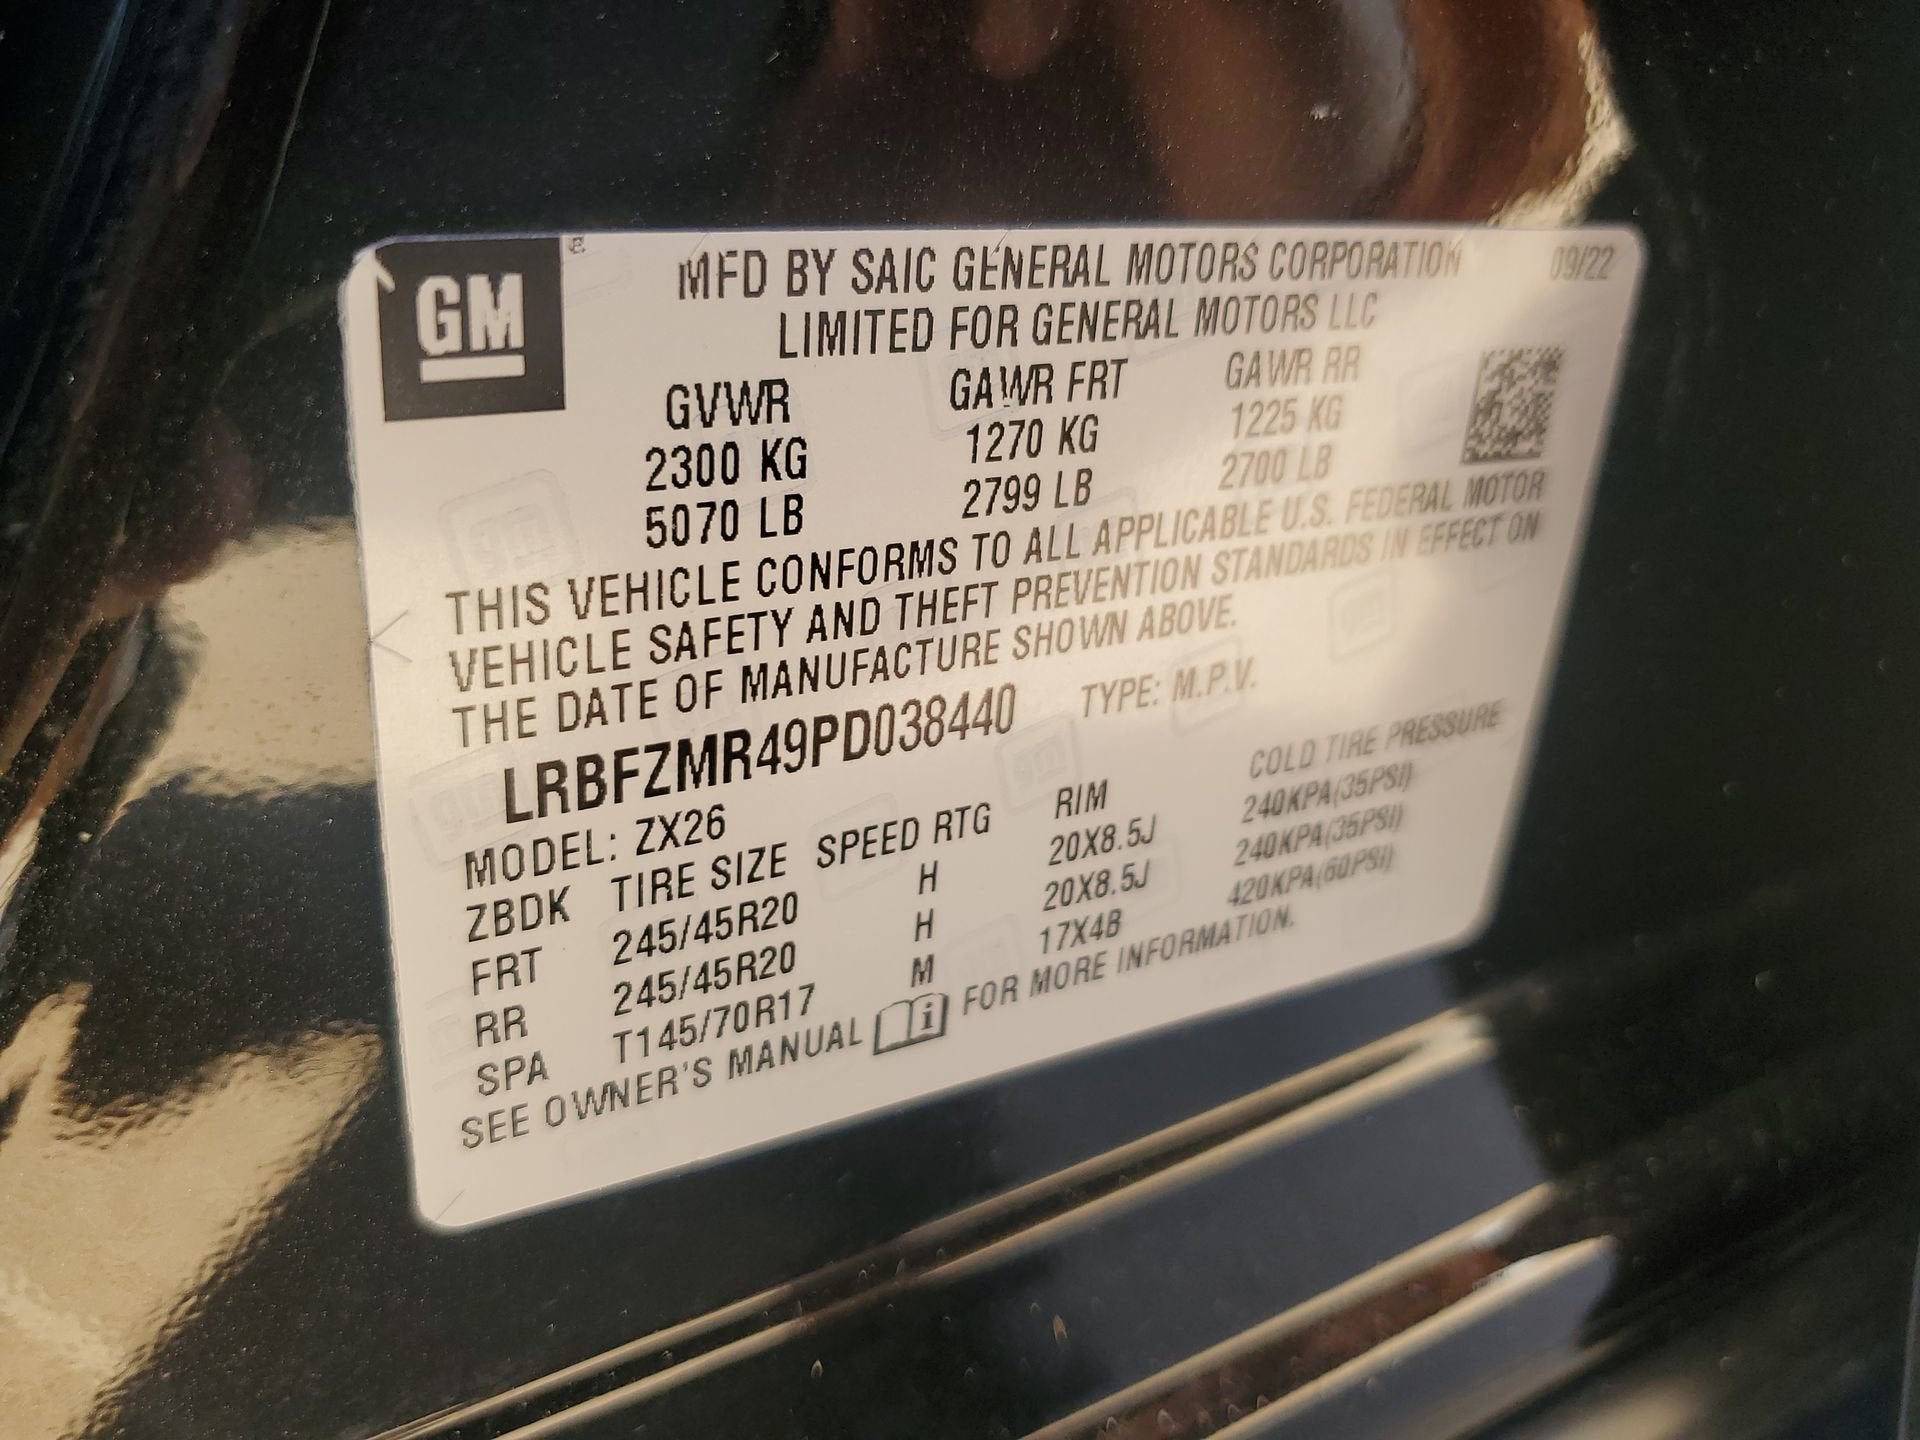 GM
MFD BY SAIC GENERAL MOTORS CORPORATION 09/22
LIMITED FOR GENERAL MOTORS LLC
GVWR GAWR FRT GAWR RR
2300 KG 1270 KG 1225 KG
5070 LB 2799 LB 2700 LB
THIS VEHICLE CONFORMS TO ALL APPLICABLE U.S. FEDERAL MOTOR
VEHICLE SAFETY AND THEFT PREVENTION STANDARDS IN EFFECT ON
THE DATE OF MANUFACTURE SHOWN ABOVE.
LRBFZMR49PD038440 TYPE: M.P.V.
MODEL: ZX26
ZBDK TIRE SIZE SPEED RTG RIM COLD TIRE PRESSURE
FRT 245/45R20 H 20X8.5J 240KPA(35PSI)
RR 245/45R20 H 20X8.5J 240KPA(35PSI)
SPA T145/70R17 M 17X4B 420KPA(60PSI)
SEE OWNER'S MANUAL FOR MORE INFORMATION.